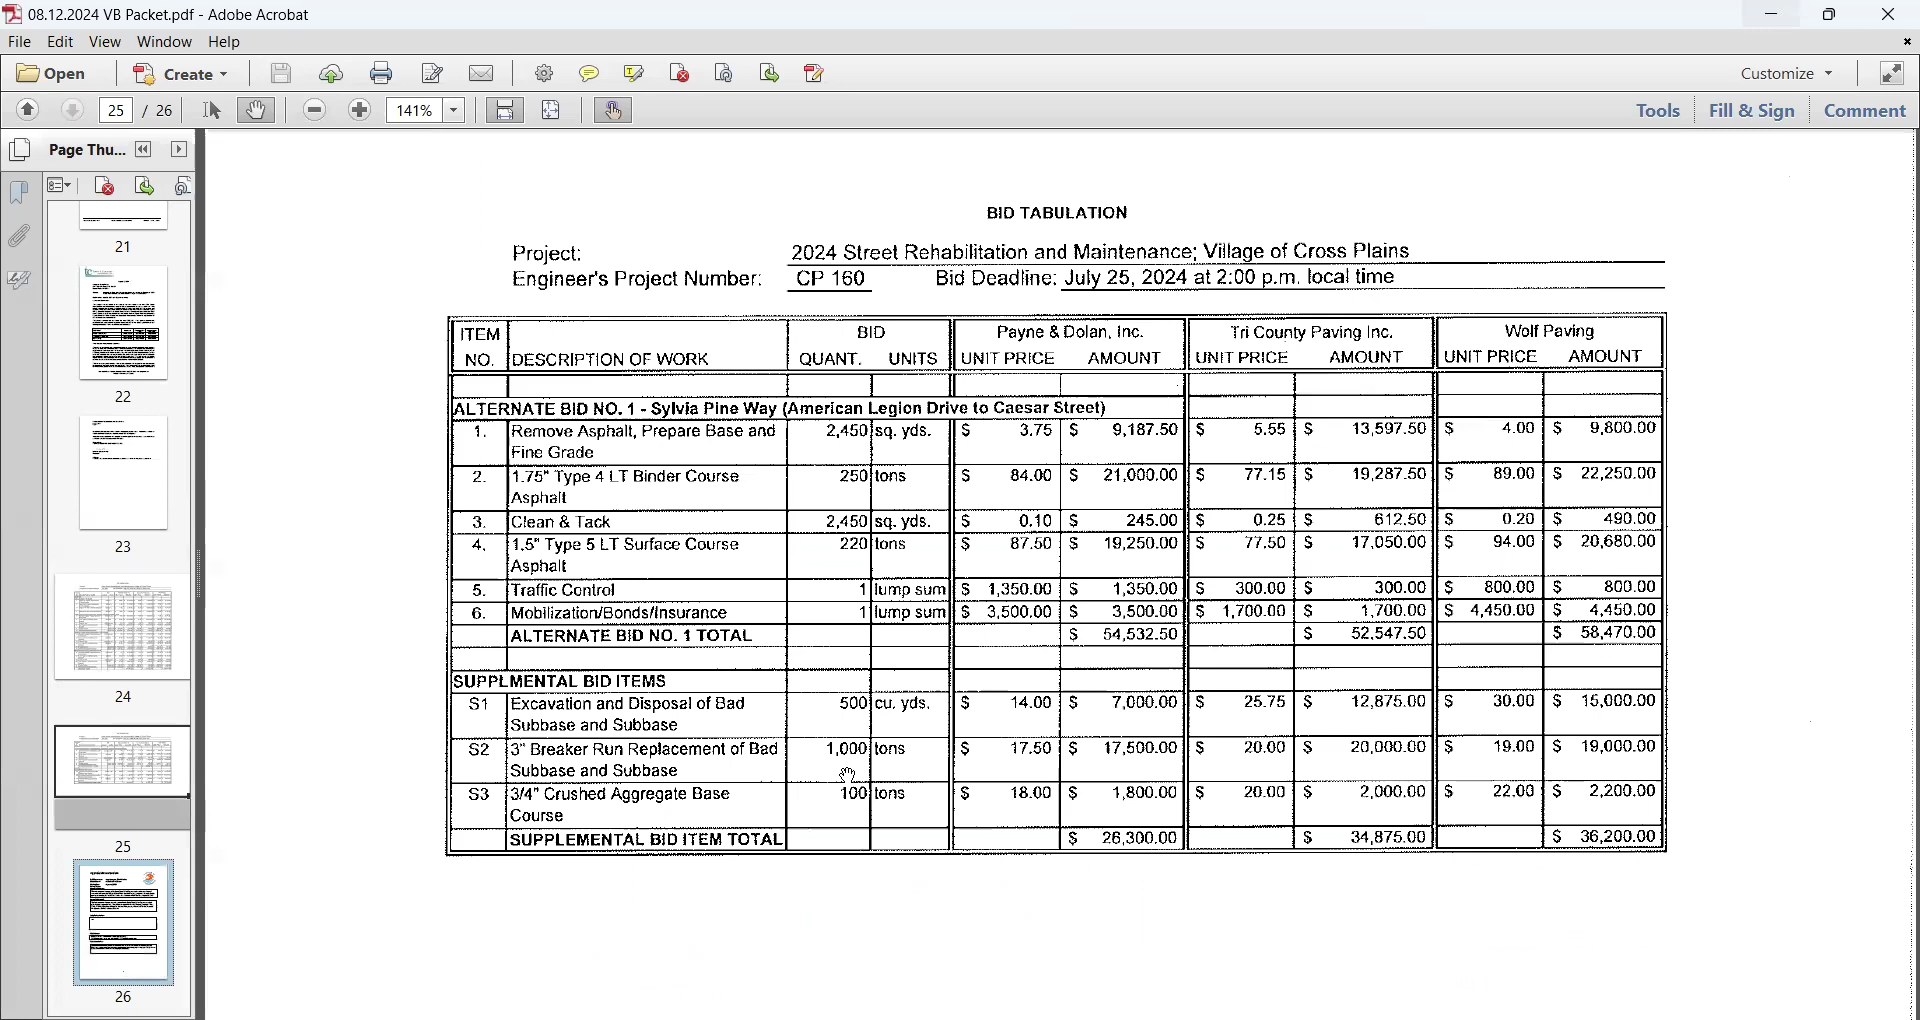 08.12.2024 VB Packet.pdf - Adobe Acrobat
File Edit View Window Help
Open Create Customize
25 / 26 141% Tools Fill & Sign Comment
Page Thu...
21
22
23
24
25
26
BID TABULATION
Project: 2024 Street Rehabilitation and Maintenance; Village of Cross Plains
Engineer's Project Number: CP 160 Bid Deadline: July 25, 2024 at 2:00 p.m. local time
ITEM BID Payne & Dolan, Inc. Tri County Paving Inc. Wolf Paving
NO. DESCRIPTION OF WORK QUANT. UNITS UNIT PRICE AMOUNT UNIT PRICE AMOUNT UNIT PRICE AMOUNT
ALTERNATE BID NO. 1 - Sylvia Pine Way (American Legion Drive to Caesar Street)
1. Remove Asphalt, Prepare Base and 2,450 sq. yds. $ 3.75 $ 9,187.50 $ 5.55 $ 13,597.50 $ 4.00 $ 9,800.00
Fine Grade
2. 1.75" Type 4 LT Binder Course 250 tons $ 84.00 $ 21,000.00 $ 77.15 $ 19,287.50 $ 89.00 $ 22,250.00
Asphalt
3. Clean & Tack 2,450 sq. yds. $ 0.10 $ 245.00 $ 0.25 $ 612.50 $ 0.20 $ 490.00
4. 1.5" Type 5 LT Surface Course 220 tons $ 87.50 $ 19,250.00 $ 77.50 $ 17,050.00 $ 94.00 $ 20,680.00
Asphalt
5. Traffic Control 1 lump sum $ 1,350.00 $ 1,350.00 $ 300.00 $ 300.00 $ 800.00 $ 800.00
6. Mobilization/Bonds/Insurance 1 lump sum $ 3,500.00 $ 3,500.00 $ 1,700.00 $ 1,700.00 $ 4,450.00 $ 4,450.00
ALTERNATE BID NO. 1 TOTAL $ 54,532.50 $ 52,547.50 $ 58,470.00
SUPPLMENTAL BID ITEMS
S1 Excavation and Disposal of Bad 500 cu. yds. $ 14.00 $ 7,000.00 $ 25.75 $ 12,875.00 $ 30.00 $ 15,000.00
Subbase and Subbase
S2 3" Breaker Run Replacement of Bad 1,000 tons $ 17.50 $ 17,500.00 $ 20.00 $ 20,000.00 $ 19.00 $ 19,000.00
Subbase and Subbase
S3 3/4" Crushed Aggregate Base 100 tons $ 18.00 $ 1,800.00 $ 20.00 $ 2,000.00 $ 22.00 $ 2,200.00
Course
SUPPLEMENTAL BID ITEM TOTAL $ 26,300.00 $ 34,875.00 $ 36,200.00